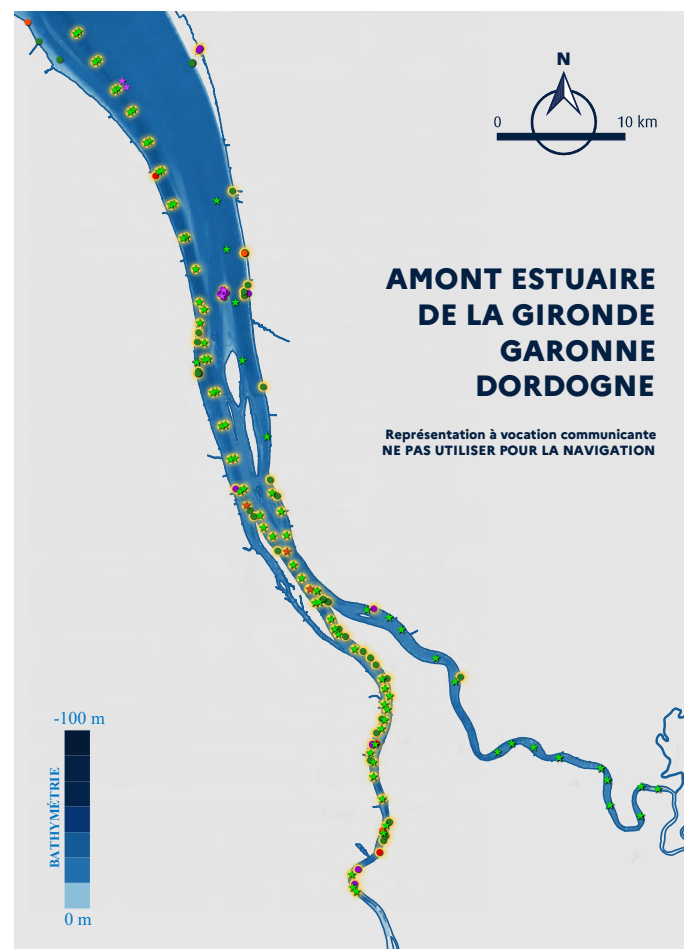 N
0 10 km
AMONT ESTUAIRE
DE LA GIRONDE
GARONNE
DORDOGNE
Représentation à vocation communicante
NE PAS UTILISER POUR LA NAVIGATION
-100 m
BATHYMÉTRIE
0 m